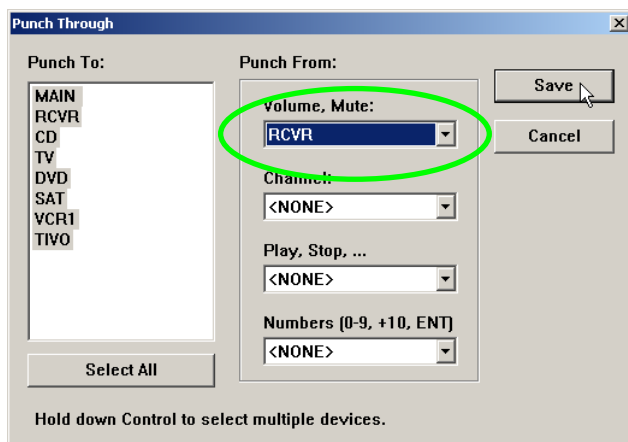 Punch Through
Punch To:
MAIN
RCVR
CD
TV
DVD
SAT
VCR1
TIVO
Select All
Punch From:
Volume, Mute:
RCVR
Channel:
<NONE>
Play, Stop, ...
<NONE>
Numbers (0-9, +10, ENT)
<NONE>
Save
Cancel
Hold down Control to select multiple devices.